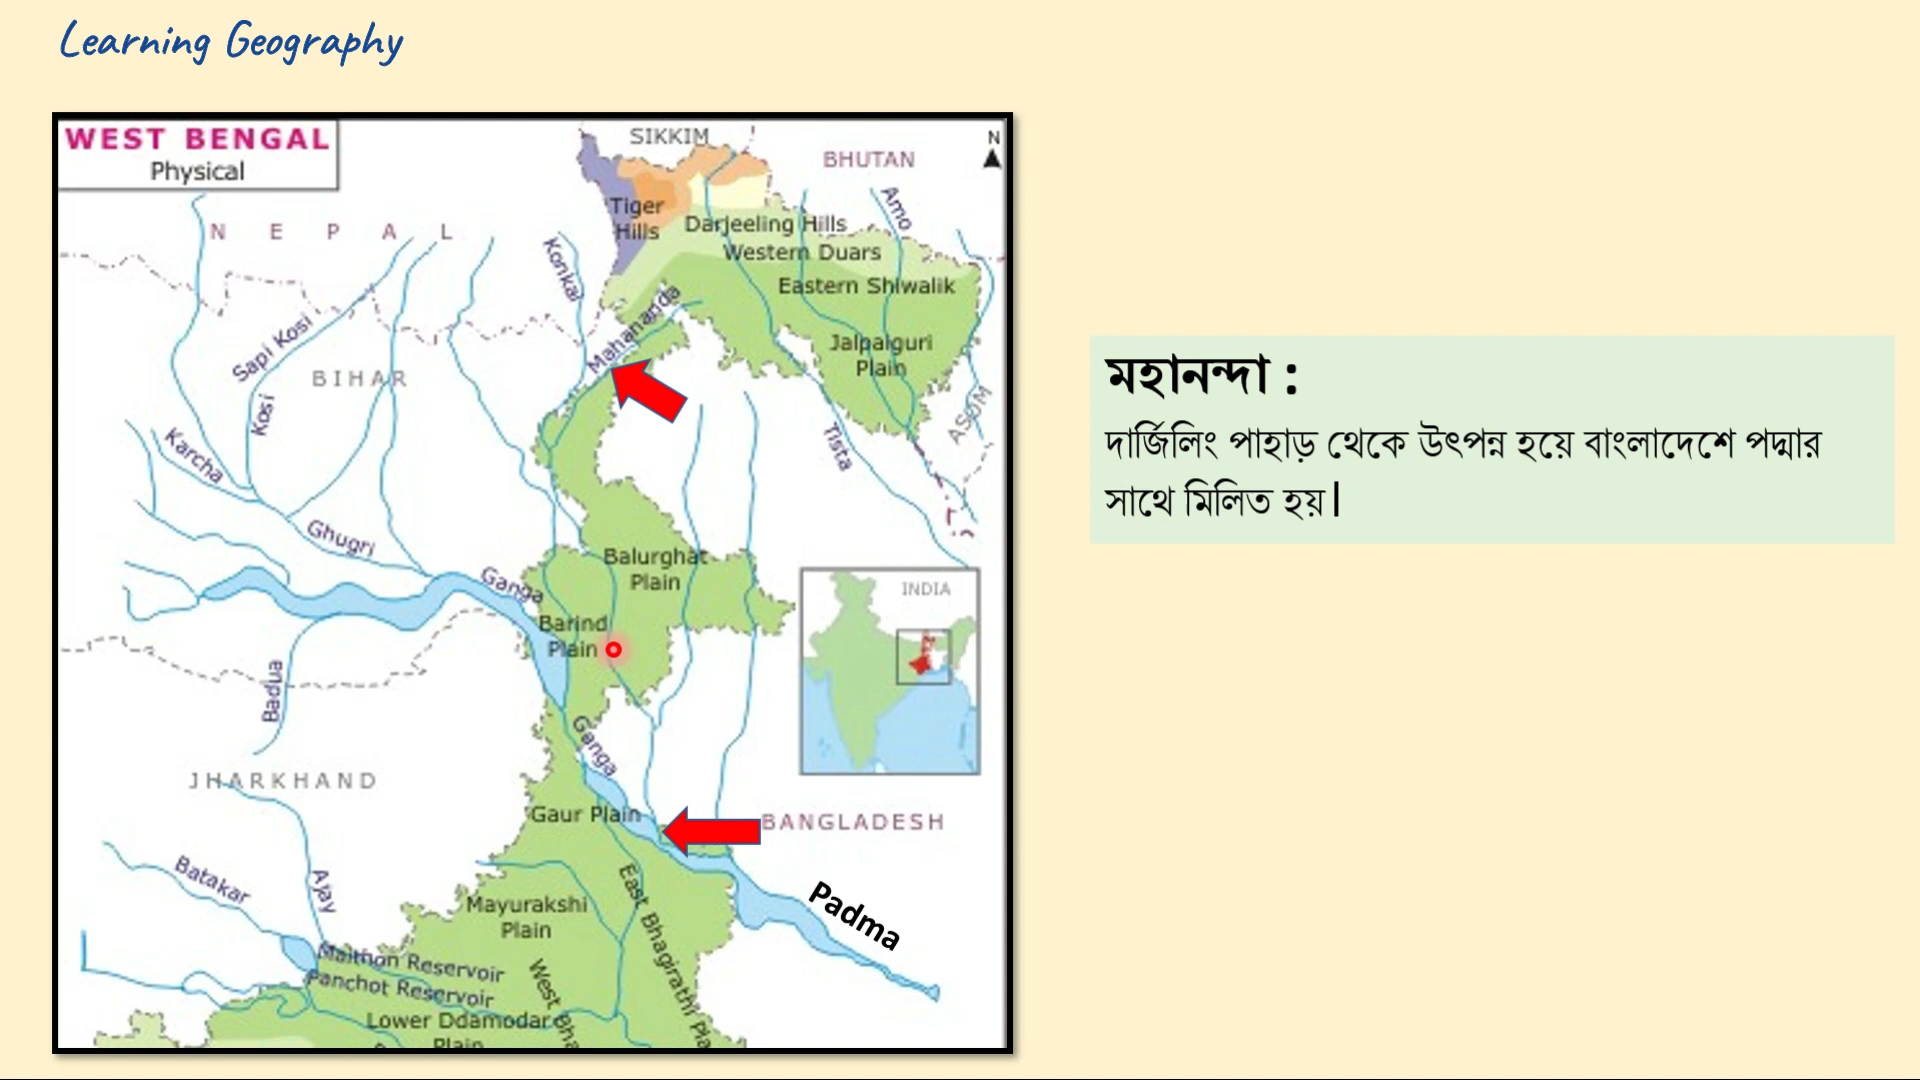 Learning Geography
WEST BENGAL
Physical
SIKKIM
N
BHUTAN
NEPAL
Amo
Tiger
Hills
Darjeeling Hills
Western Duars
Konkai
Eastern Shiwalik
Mahananda
Sapi Kosi
BIHAR
Jalpaiguri
Plain
Kosi
ASOM
Karcha
Tista
Ghugri
Ganga
Balurghat
Plain
INDIA
Barind
Plain
Badua
Ganga
JHARKHAND
Gaur Plain
BANGLADESH
Batakar
Ajay
Padma
Mayurakshi
Plain
East Bhagirathi Pla
West Bha
Maithon Reservoir
Panchot Reservoir
Lower Ddamodar
Plain
মহানন্দা :
দার্জিলিং পাহাড় থেকে উৎপন্ন হয়ে বাংলাদেশে পদ্মার
সাথে মিলিত হয়|